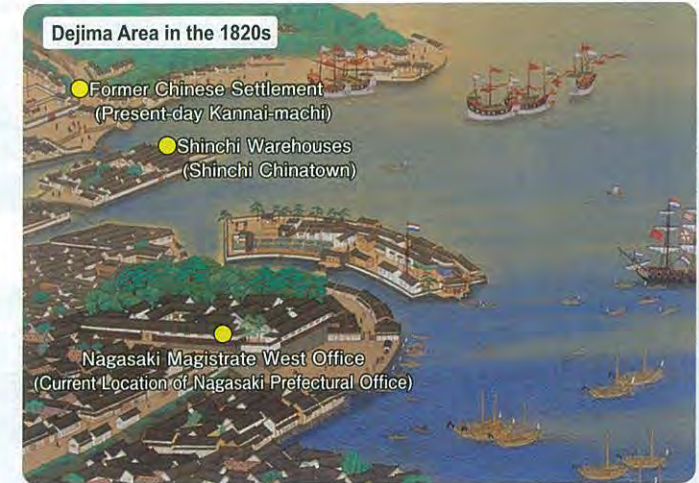 Dejima Area in the 1820s
Former Chinese Settlement
(Present-day Kannai-machi)
Shinchi Warehouses
(Shinchi Chinatown)
Nagasaki Magistrate West Office
(Current Location of Nagasaki Prefectural Office)